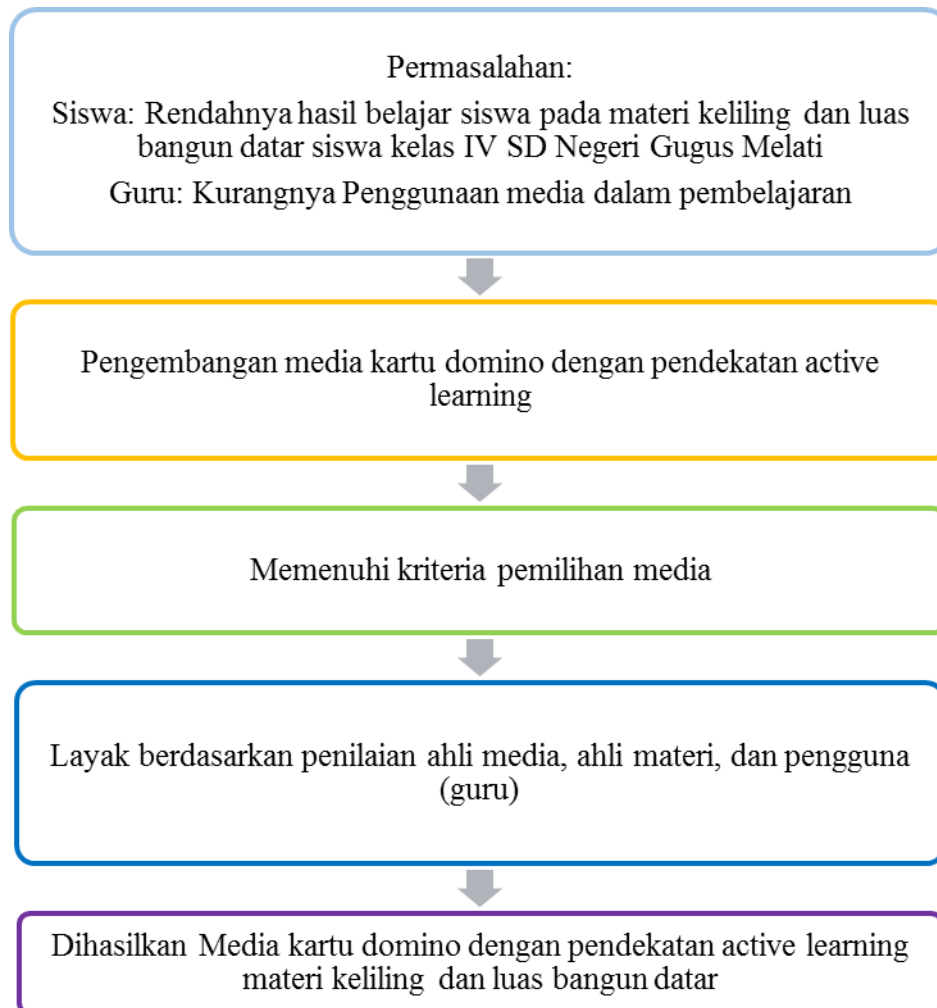 Permasalahan:
Siswa: Rendahnya hasil belajar siswa pada materi keliling dan luas
bangun datar siswa kelas IV SD Negeri Gugus Melati
Guru: Kurangnya Penggunaan media dalam pembelajaran
Pengembangan media kartu domino dengan pendekatan active
learning
Memenuhi kriteria pemilihan media
Layak berdasarkan penilaian ahli media, ahli materi, dan pengguna
(guru)
Dihasilkan Media kartu domino dengan pendekatan active learning
materi keliling dan luas bangun datar